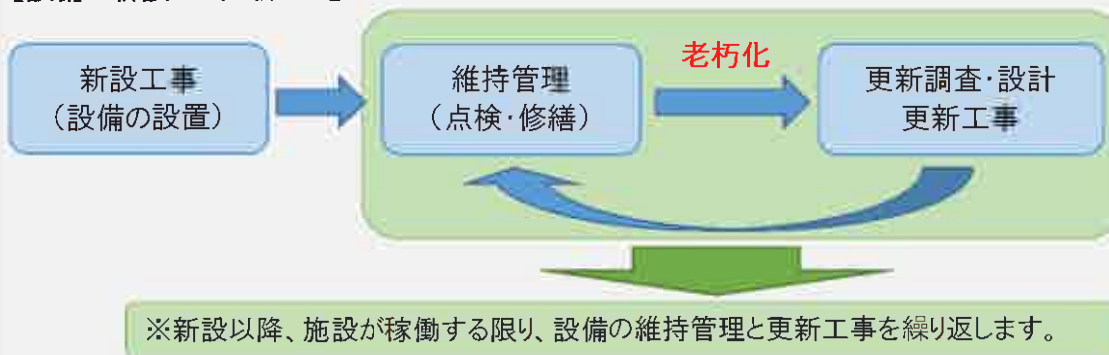 新設工事
(設備の設置)
維持管理
(点検・修繕)
老朽化
更新調査・設計
更新工事
※新設以降、施設が稼働する限り、設備の維持管理と更新工事を繰り返します。